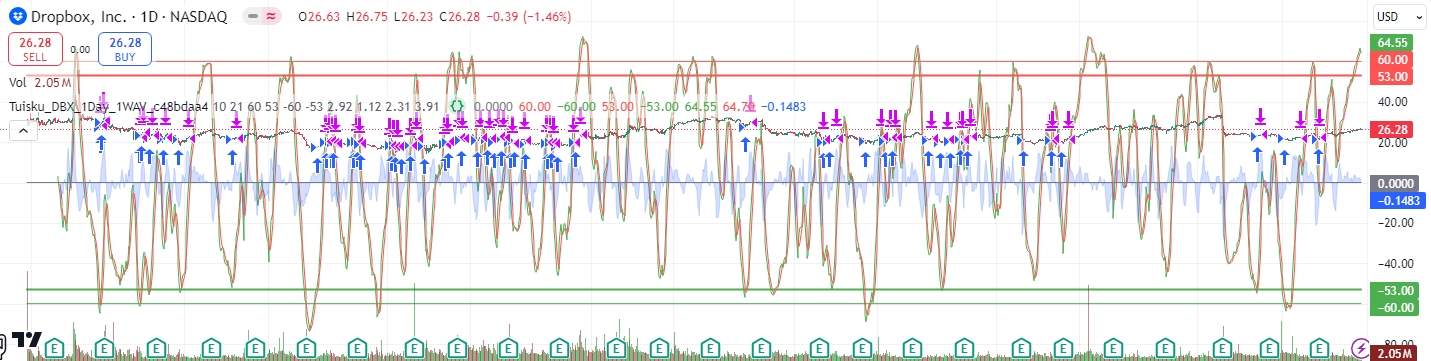 Dropbox, Inc. · 1D · NASDAQ O26.63 H26.75 L26.23 C26.28 −0.39 (−1.46%)
USD
26.28
SELL
0.00
26.28
BUY
Vol 2.05M
Tuisku_DBX_1Day_1WAV_c48bdaa4 10 21 60 53 -60 -53 2.92 1.12 2.31 3.91 0.0000 60.00 −60.00 53.00 −53.00 64.55 64.70 −0.1483
64.55
60.00
53.00
40.00
26.28
20.00
0.0000
−0.1483
−20.00
−40.00
−53.00
−60.00
−80.00
2.05M
E E E E E E E E E E E E E E E E E E E E E E E E E